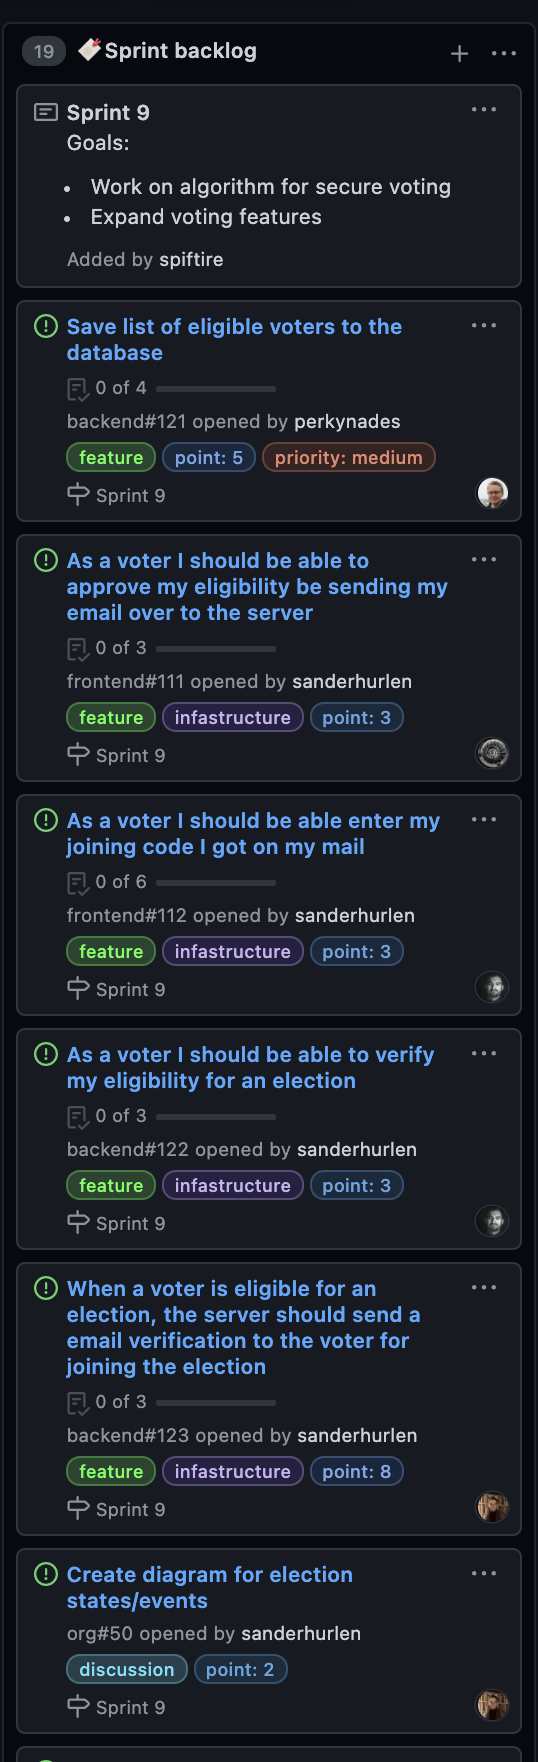 19 Sprint backlog
Sprint 9
Goals:
• Work on algorithm for secure voting
• Expand voting features
Added by spiftire
Save list of eligible voters to the
database
0 of 4
backend#121 opened by perkynades
feature point: 5 priority: medium
Sprint 9
As a voter I should be able to
approve my eligibility be sending my
email over to the server
0 of 3
frontend#111 opened by sanderhurlen
feature infastructure point: 3
Sprint 9
As a voter I should be able enter my
joining code I got on my mail
0 of 6
frontend#112 opened by sanderhurlen
feature infastructure point: 3
Sprint 9
As a voter I should be able to verify
my eligibility for an election
0 of 3
backend#122 opened by sanderhurlen
feature infastructure point: 3
Sprint 9
When a voter is eligible for an
election, the server should send a
email verification to the voter for
joining the election
0 of 3
backend#123 opened by sanderhurlen
feature infastructure point: 8
Sprint 9
Create diagram for election
states/events
org#50 opened by sanderhurlen
discussion point: 2
Sprint 9